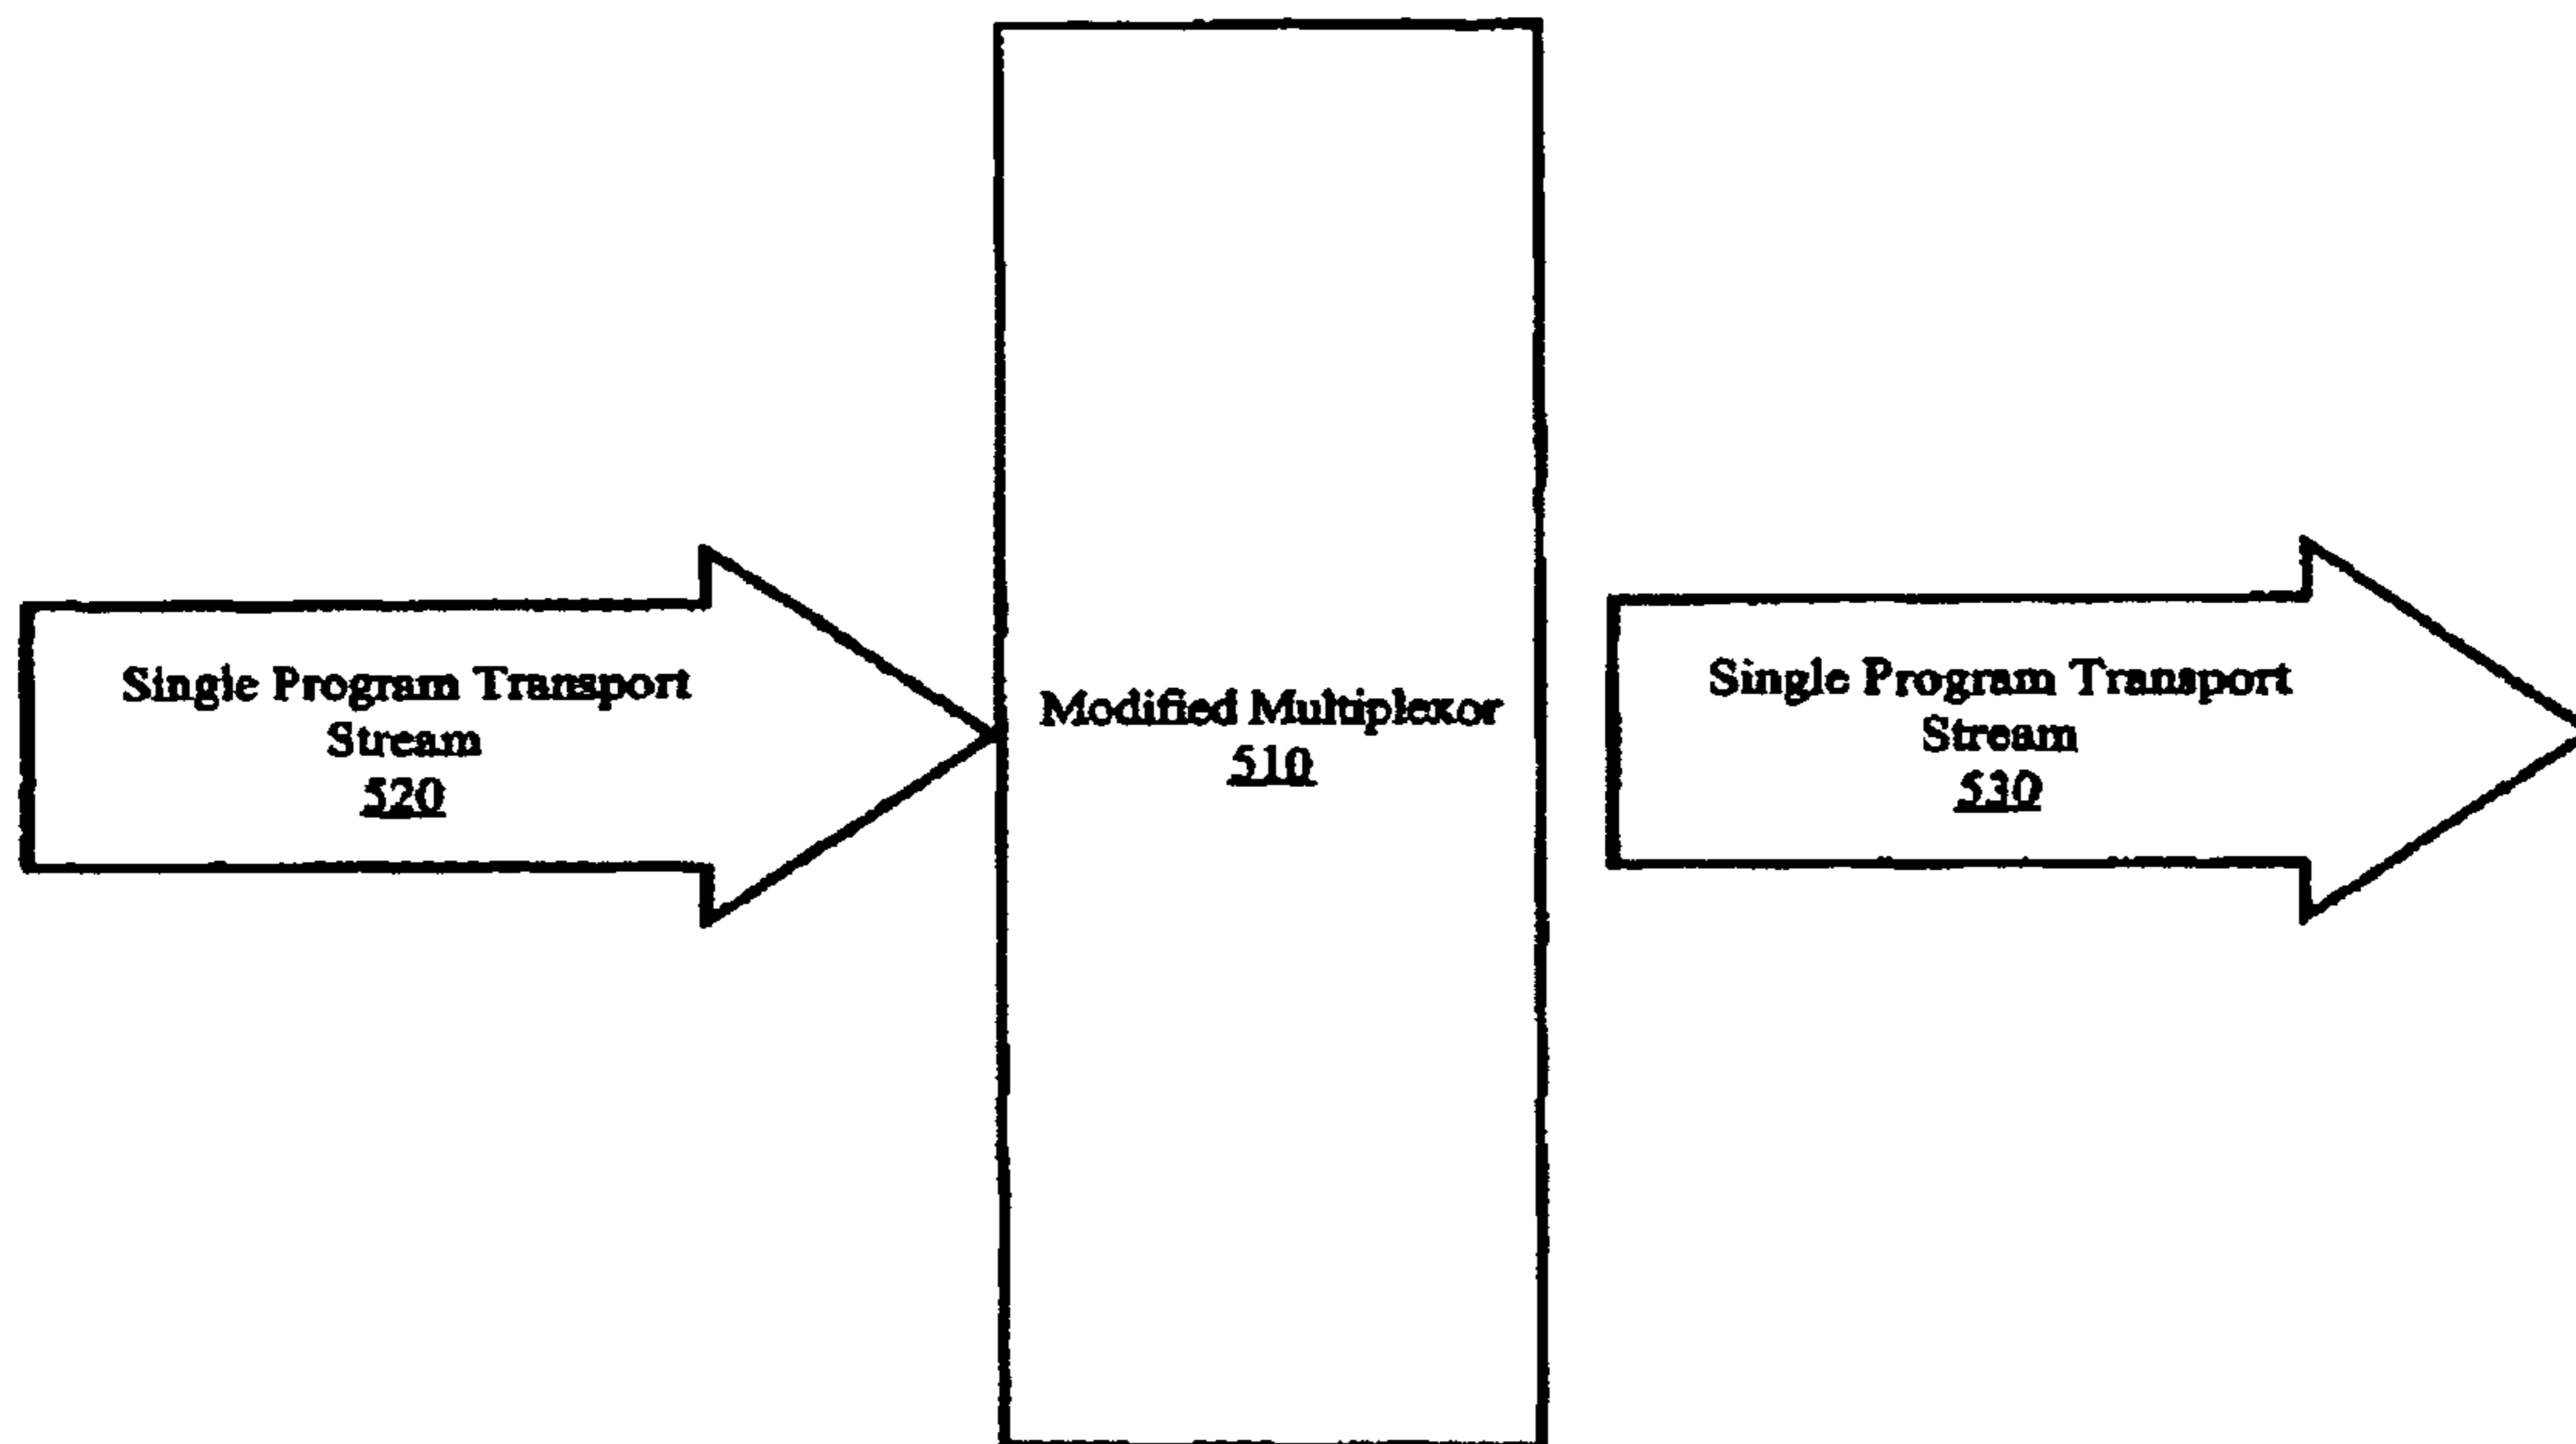 Single Program Transport
Stream
520
Modified Multiplexor
510
Single Program Transport
Stream
530